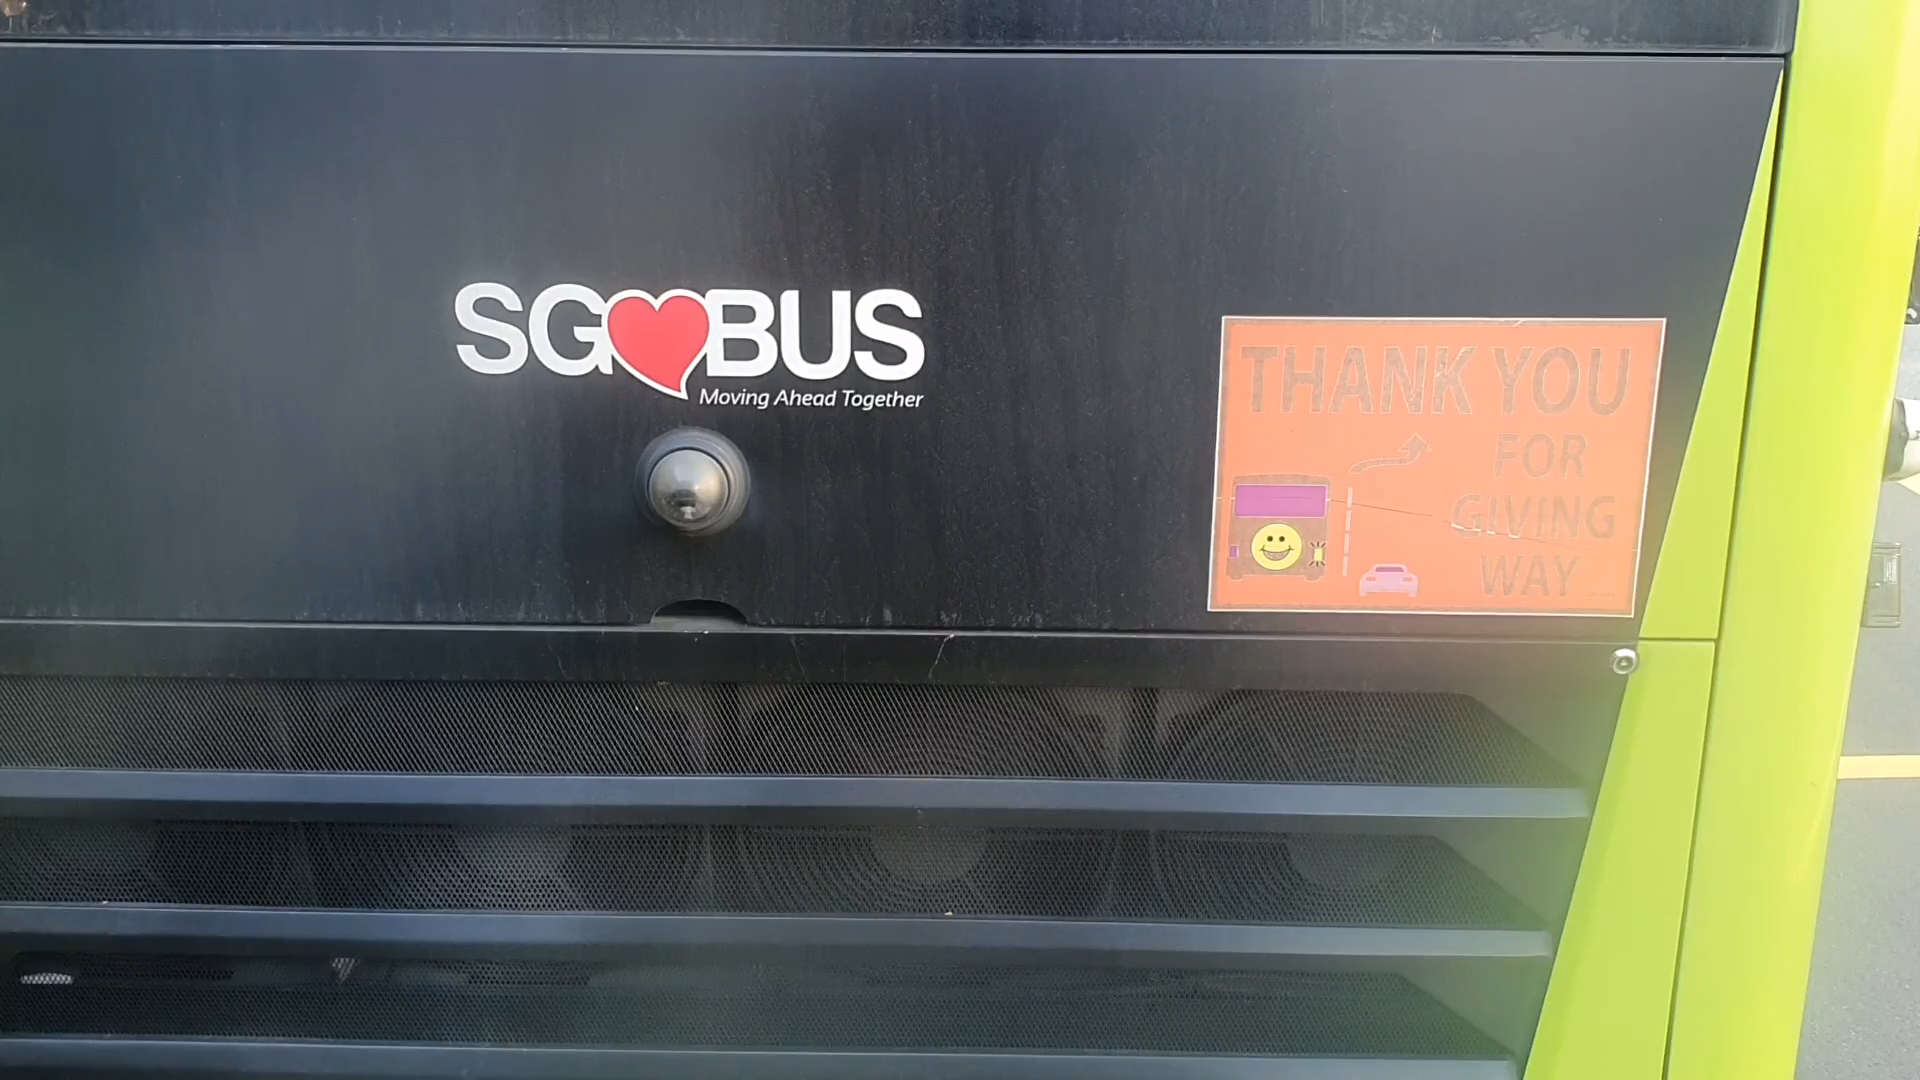 SG BUS
Moving Ahead Together
THANK YOU
FOR
GIVING
WAY